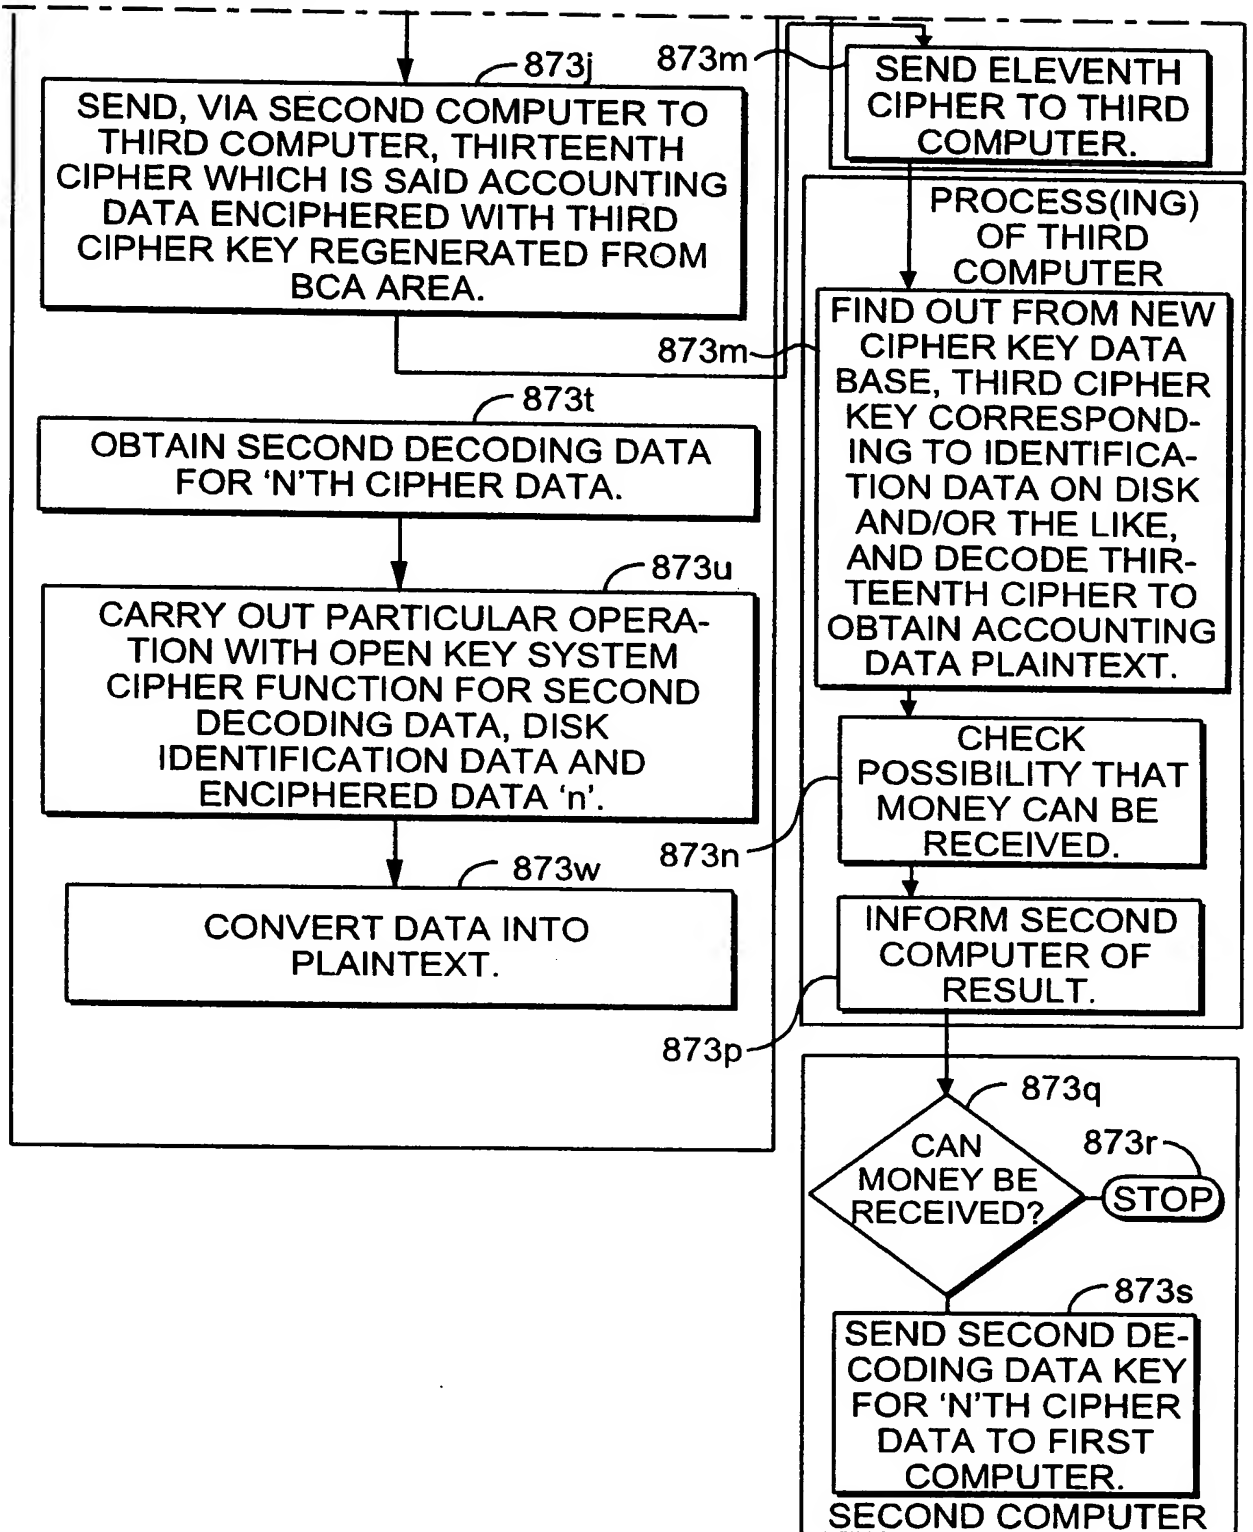 873j
SEND, VIA SECOND COMPUTER TO
THIRD COMPUTER, THIRTEENTH
CIPHER WHICH IS SAID ACCOUNTING
DATA ENCIPHERED WITH THIRD
CIPHER KEY REGENERATED FROM
BCA AREA.
873t
OBTAIN SECOND DECODING DATA
FOR 'N'TH CIPHER DATA.
873u
CARRY OUT PARTICULAR OPERA-
TION WITH OPEN KEY SYSTEM
CIPHER FUNCTION FOR SECOND
DECODING DATA, DISK
IDENTIFICATION DATA AND
ENCIPHERED DATA 'n'.
873w
CONVERT DATA INTO
PLAINTEXT.
873m
SEND ELEVENTH
CIPHER TO THIRD
COMPUTER.
PROCESS(ING)
OF THIRD
COMPUTER
873m
FIND OUT FROM NEW
CIPHER KEY DATA
BASE, THIRD CIPHER
KEY CORRESPOND-
ING TO IDENTIFICA-
TION DATA ON DISK
AND/OR THE LIKE,
AND DECODE THIR-
TEENTH CIPHER TO
OBTAIN ACCOUNTING
DATA PLAINTEXT.
873n
CHECK
POSSIBILITY THAT
MONEY CAN BE
RECEIVED.
873p
INFORM SECOND
COMPUTER OF
RESULT.
873q
CAN
MONEY BE
RECEIVED?
873r
STOP
873s
SEND SECOND DE-
CODING DATA KEY
FOR 'N'TH CIPHER
DATA TO FIRST
COMPUTER.
SECOND COMPUTER